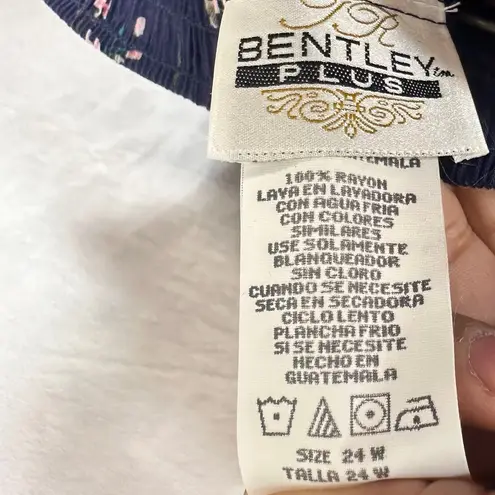 JR
BENTLEY tm
PLUS
GUATEMALA
100% RAYON
LAVA EN LAVADORA
CON AGUA FRIA
CON COLORES
SIMILARES
USE SOLAMENTE
BLANQUEADOR
SIN CLORO
CUANDO SE NECESITE
SECA EN SECADORA
CICLO LENTO
PLANCHA FRIO
SI SE NECESITE
HECHO EN
GUATEMALA
SIZE 24 W
TALLA 24 W